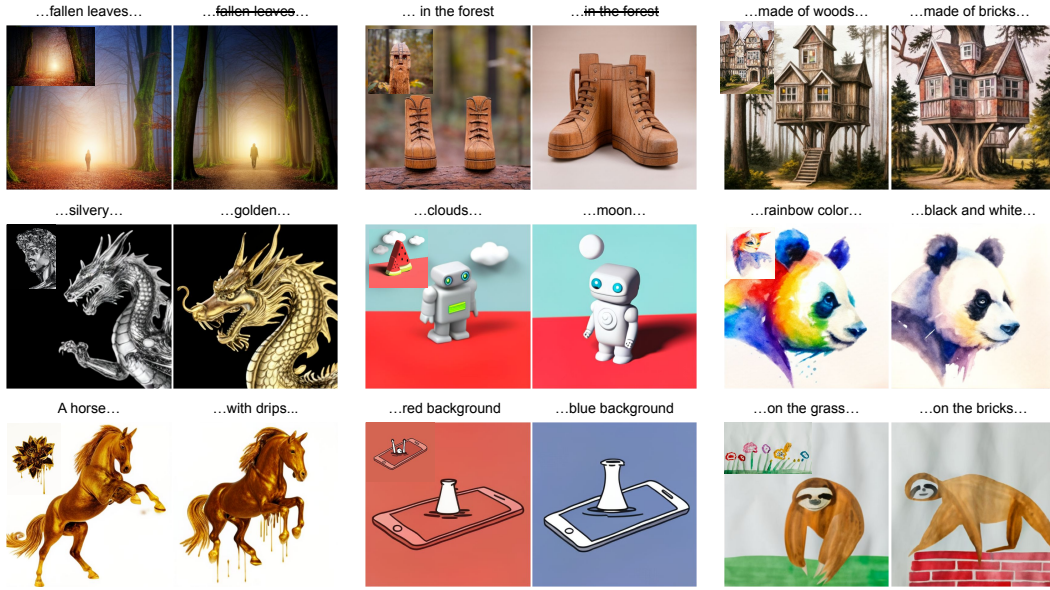 …fallen leaves…
…fallen leaves…
… in the forest
…in the forest
…made of woods…
…made of bricks…
…silvery…
…golden…
…clouds…
…moon…
…rainbow color…
…black and white…
A horse…
…with drips...
…red background
…blue background
…on the grass…
…on the bricks…